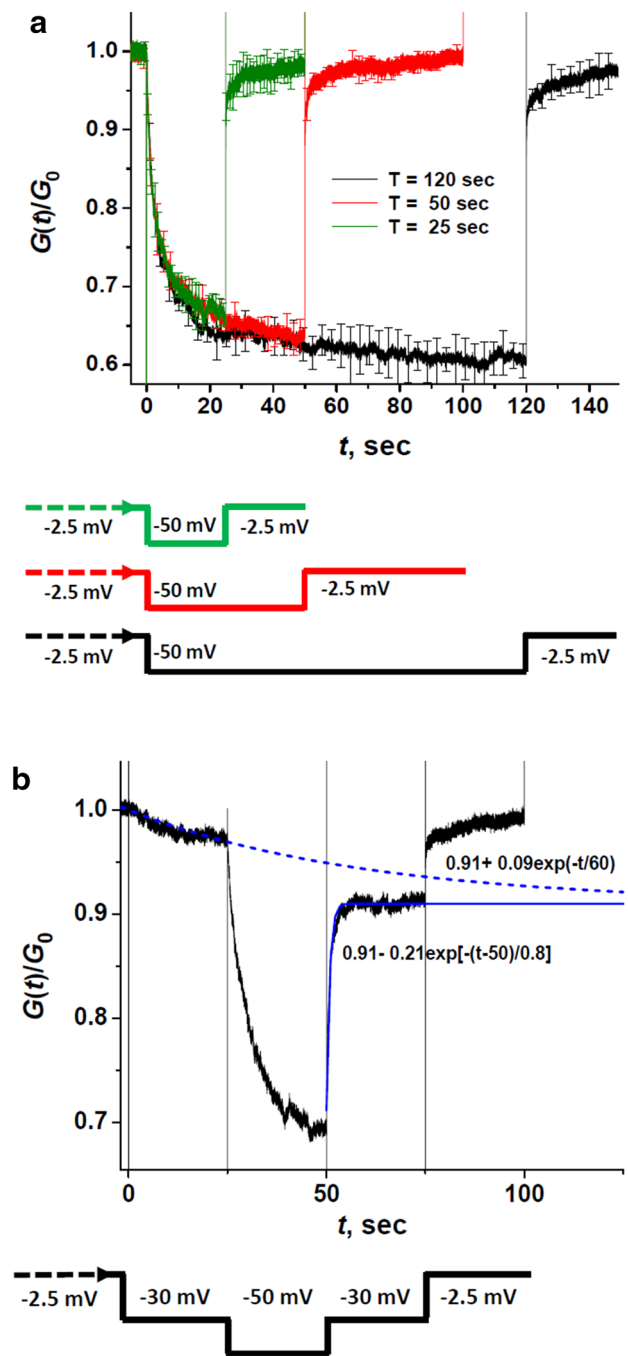 a
1.0
0.9
0.8
0.7
0.6
G(t)/G0
T = 120 sec
T = 50 sec
T = 25 sec
0 20 40 60 80 100 120 140
t, sec
-2.5 mV -50 mV -2.5 mV
-2.5 mV -50 mV -2.5 mV
-2.5 mV -50 mV -2.5 mV
b
1.0
0.9
0.8
0.7
G(t)/G0
0.91+ 0.09exp(-t/60)
0.91- 0.21exp[-(t-50)/0.8]
0 50 100
t, sec
-2.5 mV -30 mV -50 mV -30 mV -2.5 mV